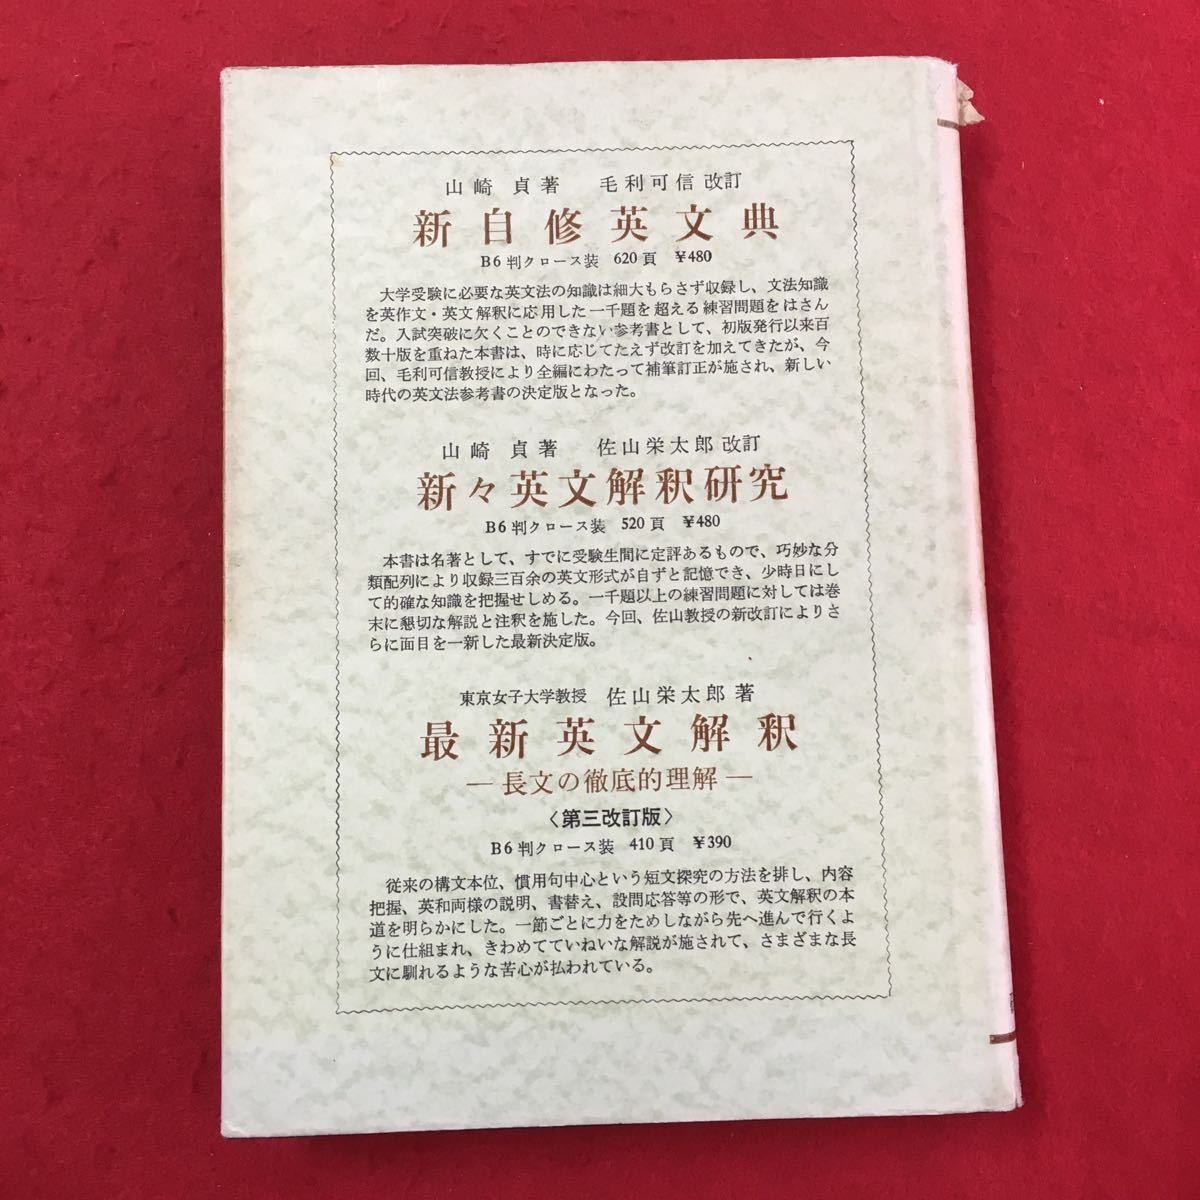 山崎 貞著 毛利可信 改訂
新自修英文典
B6判クロース装 620頁 ¥480
大学受験に必要な英文法の知識は細大もらさず収録し、文法知識
を英作文・英文解釈に応用した一千題を超える練習問題をはさん
だ。入試突破に欠くことのできない参考書として、初版発行以来百
数十版を重ねた本書は、時に応じてたえず改訂を加えてきたが、今
回、毛利可信教授により全編にわたって補筆訂正が施され、新しい
時代の英文法参考書の決定版となった。
山崎 貞著 佐山栄太郎 改訂
新々英文解釈研究
B6判クロース装 520頁 ¥480
本書は名著として、すでに受験生間に定評あるもので、巧妙な分
類配列により収録三百余の英文形式が自ずと記憶でき、少時日にし
て的確な知識を把握せしめる。一千題以上の練習問題に対しては巻
末に懇切な解説と注釈を施した。今回、佐山教授の新改訂によりさ
らに面目を一新した最新決定版。
東京女子大学教授 佐山栄太郎 著
最新英文解釈
―長文の徹底的理解―
〈第三改訂版〉
B6判クロース装 410頁 ¥390
従来の構文本位、慣用句中心という短文探究の方法を排し、内容
把握、英和両様の説明、書替え、設問応答等の形で、英文解釈の本
道を明らかにした。一節ごとに力をためしながら先へ進んで行くよ
うに仕組まれ、きわめてていねいな解説が施されて、さまざまな長
文に馴れるような苦心が払われている。